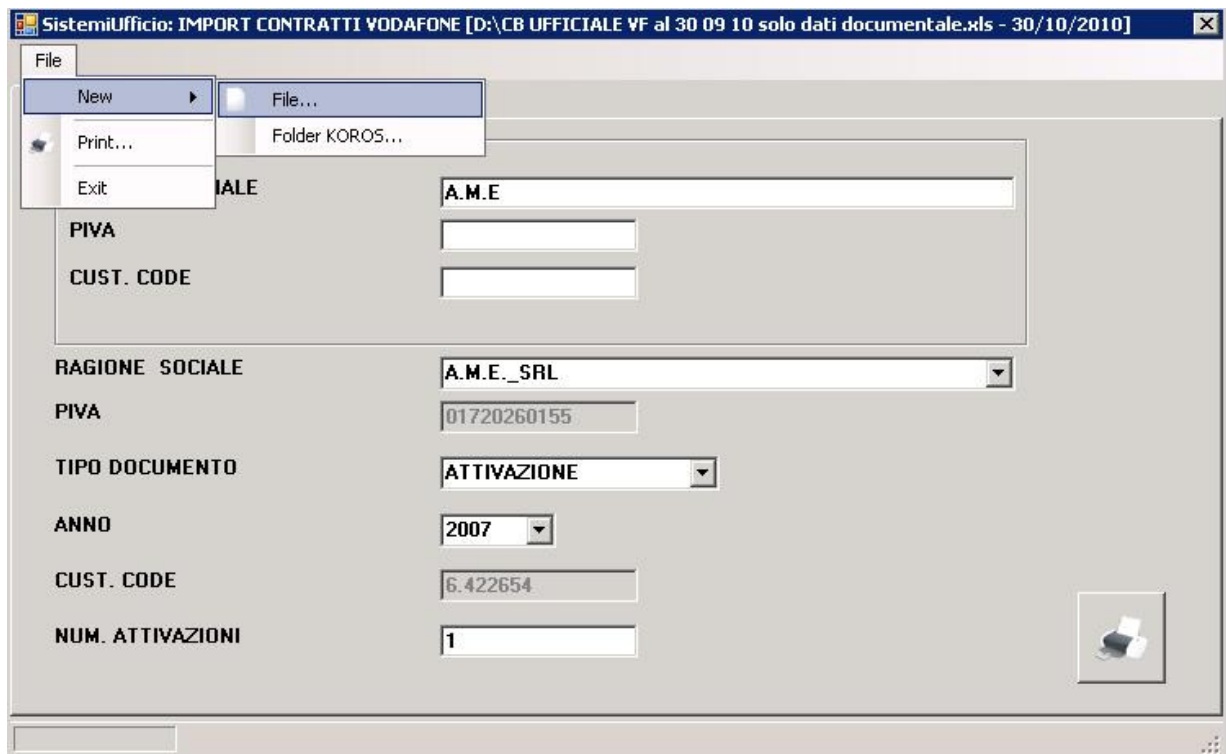 SistemiUfficio: IMPORT CONTRATTI VODAFONE [D:\CB UFFICIALE VF al 30 09 10 solo dati documentale.xls - 30/10/2010]
File
New File...
Print... Folder KOROS...
Exit IALE A.M.E
PIVA
CUST. CODE
RAGIONE SOCIALE A.M.E._SRL
PIVA 01720260155
TIPO DOCUMENTO ATTIVAZIONE
ANNO 2007
CUST. CODE 6.422654
NUM. ATTIVAZIONI 1